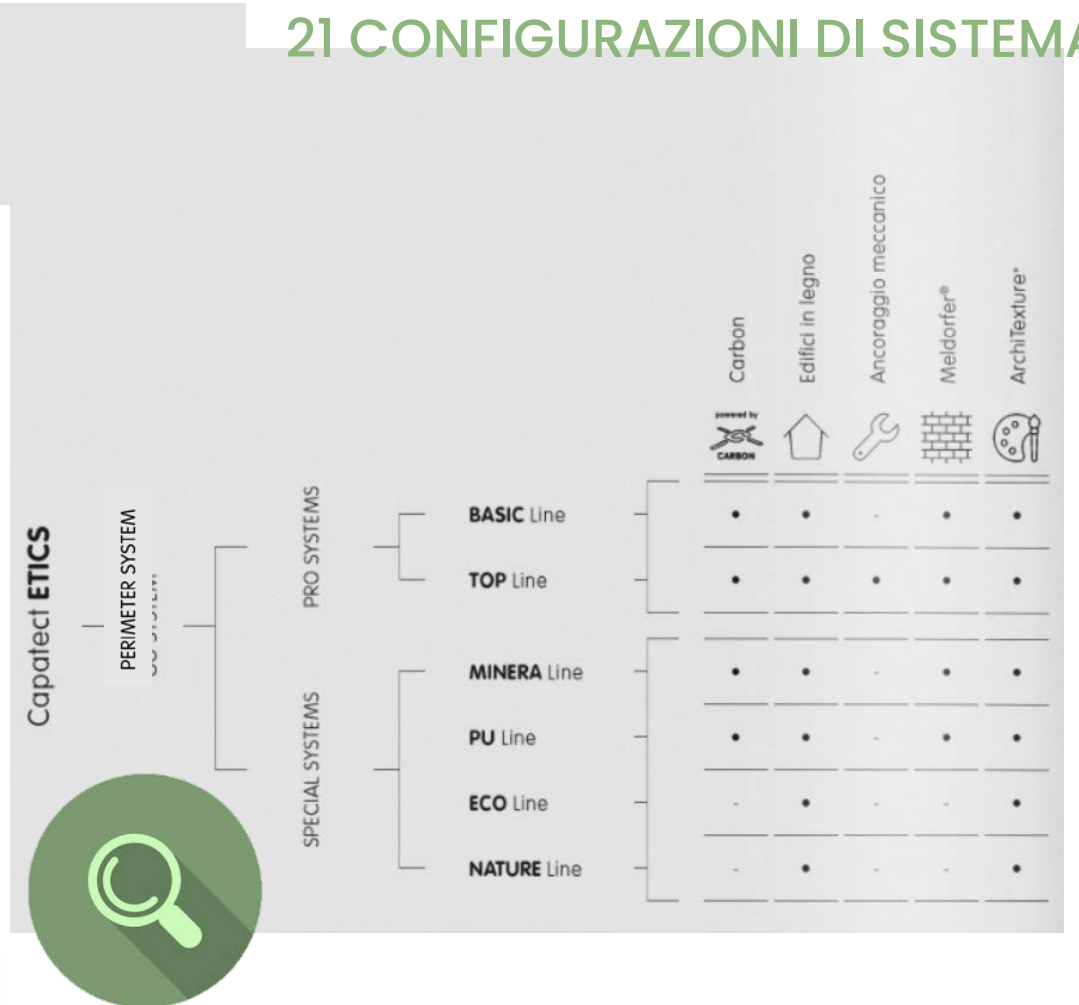 21 CONFIGURAZIONI DI SISTEMA
Capatect ETICS
PERIMETER SYSTEM
PRO SYSTEMS
SPECIAL SYSTEMS
Carbon
Edifici in legno
Ancoraggio meccanico
Meldorfer®
ArchiTexture+
powered by
CARBON
BASIC Line • • - • •
TOP Line • • • • •
MINERA Line • • - • •
PU Line • • - • •
ECO Line - • - - •
NATURE Line - • - - •